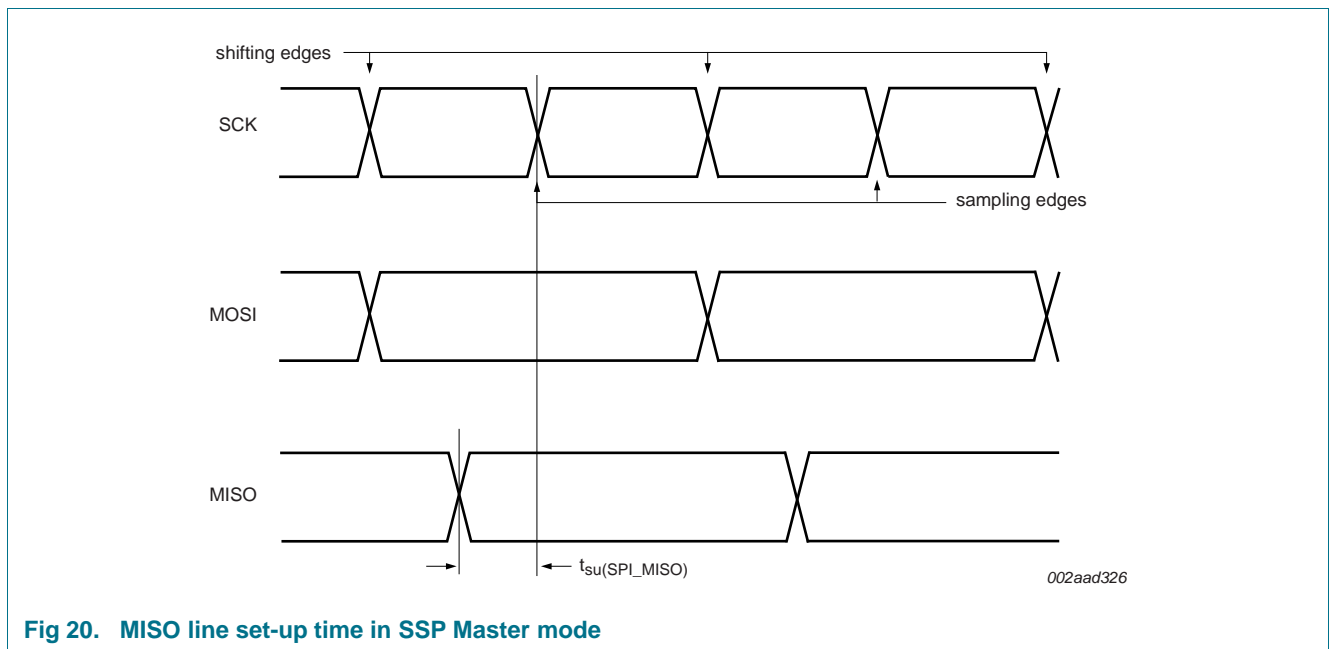 shifting edges
SCK
sampling edges
MOSI
MISO
tsu(SPI_MISO)
002aad326
Fig 20. MISO line set-up time in SSP Master mode